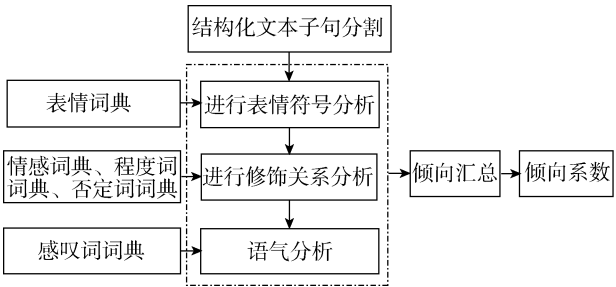 结构化文本子句分割
表情词典
进行表情符号分析
情感词典、程度词
词典、否定词词典
进行修饰关系分析
倾向汇总
倾向系数
感叹词词典
语气分析